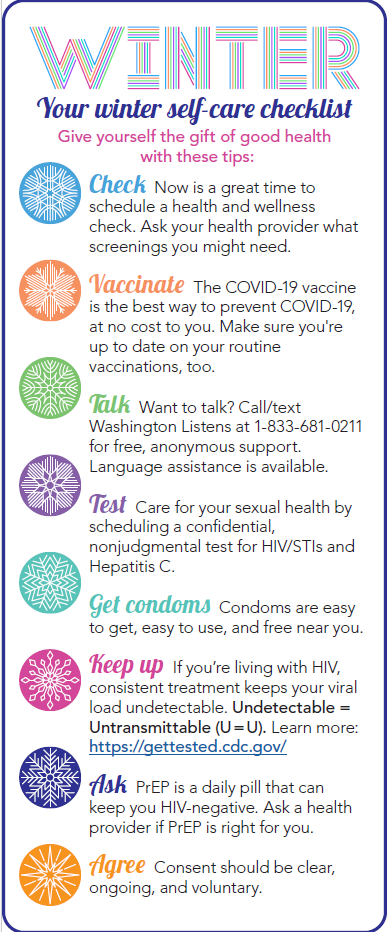 WINTER
Your winter self-care checklist
Give yourself the gift of good health
with these tips:
Check Now is a great time to
schedule a health and wellness
check. Ask your health provider what
screenings you might need.
Vaccinate The COVID-19 vaccine
is the best way to prevent COVID-19,
at no cost to you. Make sure you're
up to date on your routine
vaccinations, too.
Talk Want to talk? Call/text
Washington Listens at 1-833-681-0211
for free, anonymous support.
Language assistance is available.
Test Care for your sexual health by
scheduling a confidential,
nonjudgmental test for HIV/STIs and
Hepatitis C.
Get condoms Condoms are easy
to get, easy to use, and free near you.
Keep up If you’re living with HIV,
consistent treatment keeps your viral
load undetectable. Undetectable =
Untransmittable (U=U). Learn more:
https://gettested.cdc.gov/
Ask PrEP is a daily pill that can
keep you HIV-negative. Ask a health
provider if PrEP is right for you.
Agree Consent should be clear,
ongoing, and voluntary.